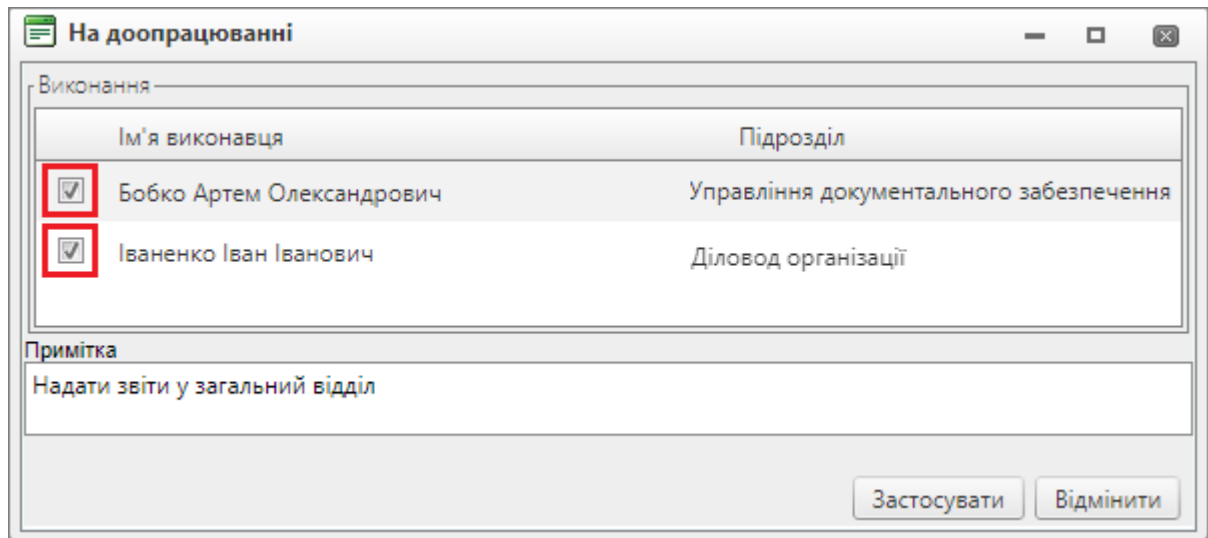 На доопрацюванні
Виконання
Ім'я виконавця Підрозділ
Бобко Артем Олександрович Управління документального забезпечення
Іваненко Іван Іванович Діловод організації
Примітка
Надати звіти у загальний відділ
Застосувати Відмінити